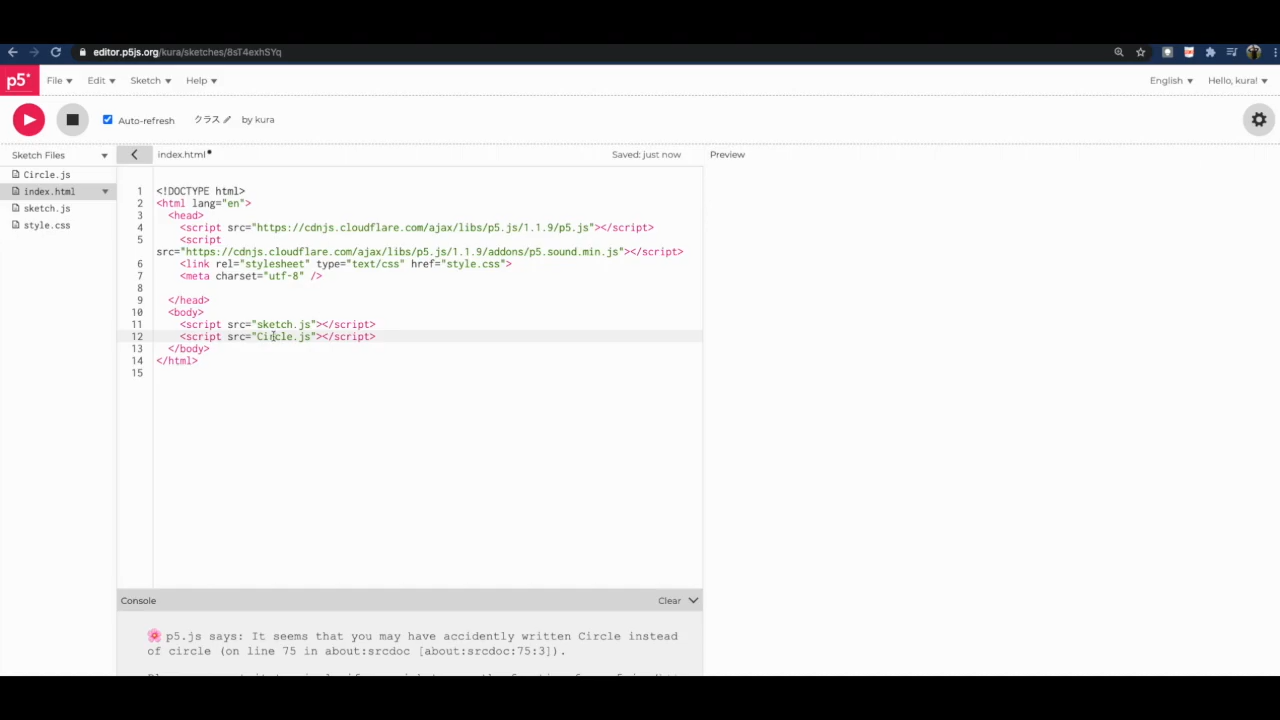 editor.p5js.org/kura/sketches/8sT4exhSYq
p5*
File
Edit
Sketch
Help
English
Hello, kura!
Auto-refresh
クラス
by kura
Sketch Files
index.html
Saved: just now
Preview
Circle.js
index.html
sketch.js
style.css
1 <!DOCTYPE html>
2 <html lang="en">
3 <head>
4 <script src="https://cdnjs.cloudflare.com/ajax/libs/p5.js/1.1.9/p5.js"></script>
5 <script
src="https://cdnjs.cloudflare.com/ajax/libs/p5.js/1.1.9/addons/p5.sound.min.js"></script>
6 <link rel="stylesheet" type="text/css" href="style.css">
7 <meta charset="utf-8" />
8
9 </head>
10 <body>
11 <script src="sketch.js"></script>
12 <script src="Circle.js"></script>
13 </body>
14 </html>
15
Console
Clear
p5.js says: It seems that you may have accidently written Circle instead
of circle (on line 75 in about:srcdoc [about:srcdoc:75:3]).